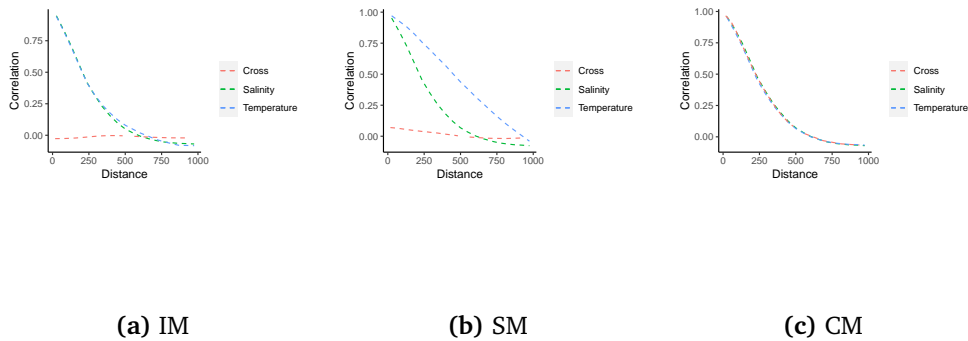 0.75
0.50
0.25
0.00
Correlation
0 250 500 750 1000
Distance
Cross
Salinity
Temperature
1.00
0.75
0.50
0.25
0.00
Correlation
0 250 500 750 1000
Distance
Cross
Salinity
Temperature
1.00
0.75
0.50
0.25
0.00
Correlation
0 250 500 750 1000
Distance
Cross
Salinity
Temperature
(a) IM
(b) SM
(c) CM